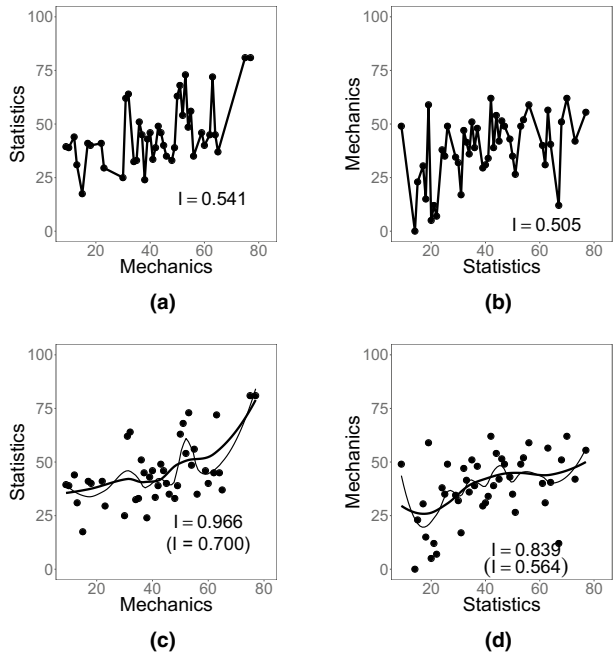 100
75
50
25
0
Statistics
I = 0.541
20 40 60 80
Mechanics
(a)
100
75
50
25
0
Mechanics
I = 0.505
20 40 60 80
Statistics
(b)
100
75
50
25
0
Statistics
I = 0.966
(I = 0.700)
20 40 60 80
Mechanics
(c)
100
75
50
25
0
Mechanics
I = 0.839
(I = 0.564)
20 40 60 80
Statistics
(d)